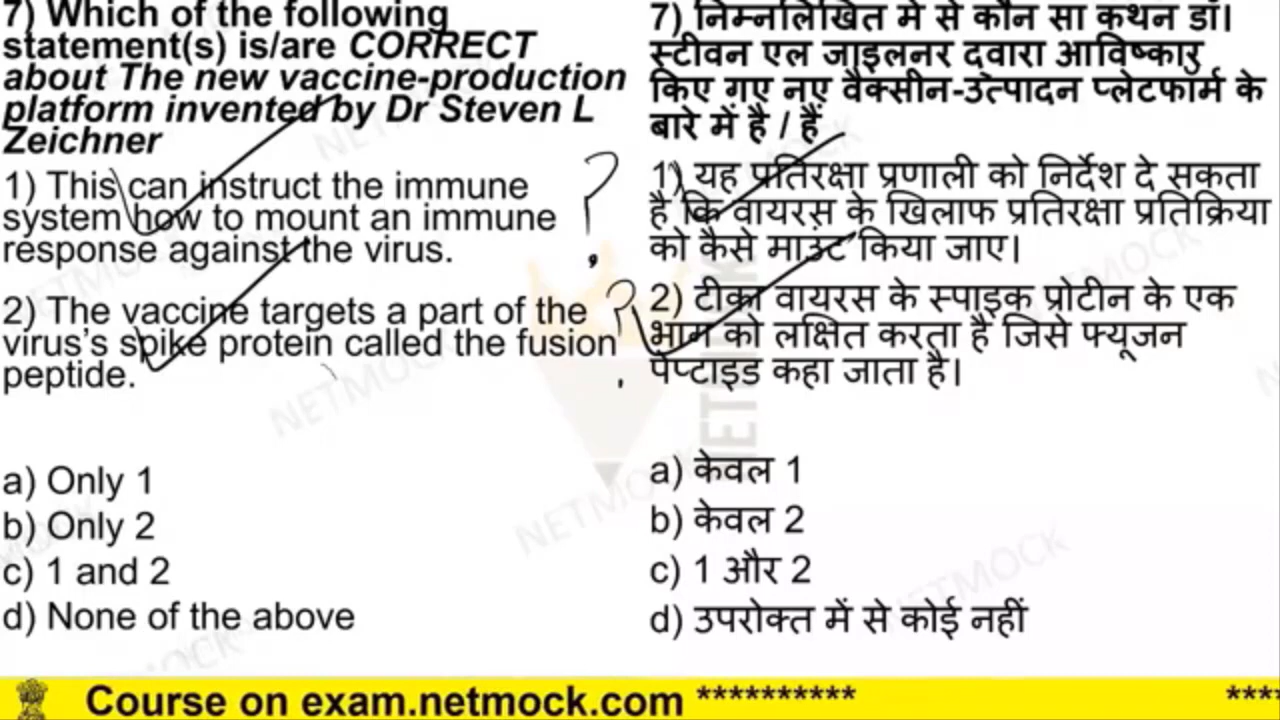 7) Which of the following
statement(s) is/are CORRECT
about The new vaccine-production
platform invented by Dr Steven L
Zeichner
1) This can instruct the immune
system how to mount an immune
response against the virus.
2) The vaccine targets a part of the
virus’s spike protein called the fusion
peptide.
a) Only 1
b) Only 2
c) 1 and 2
d) None of the above
7) निम्नलिखित में से कौन सा कथन डॉ।
स्टीवन एल जाइलनर द्वारा आविष्कारु
किए गए नए वैक्सीन-उत्पादन प्लेटफार्म के
बारे में है / हैं
1) यह प्रतिरक्षा प्रणाली को निर्देश दे सकता
है कि वायरस के खिलाफ प्रतिरक्षा प्रतिक्रिया
को कैसे माउंट किया जाए।
2) टीका वायरस के स्पाइक प्रोटीन के एक
भाग को लक्षित करता है जिसे फ्यूजन
पेप्टाइड कहा जाता है।
a) केवल 1
b) केवल 2
c) 1 और 2
d) उपरोक्त में से कोई नहीं
NETMOCK
Course on exam.netmock.com **********